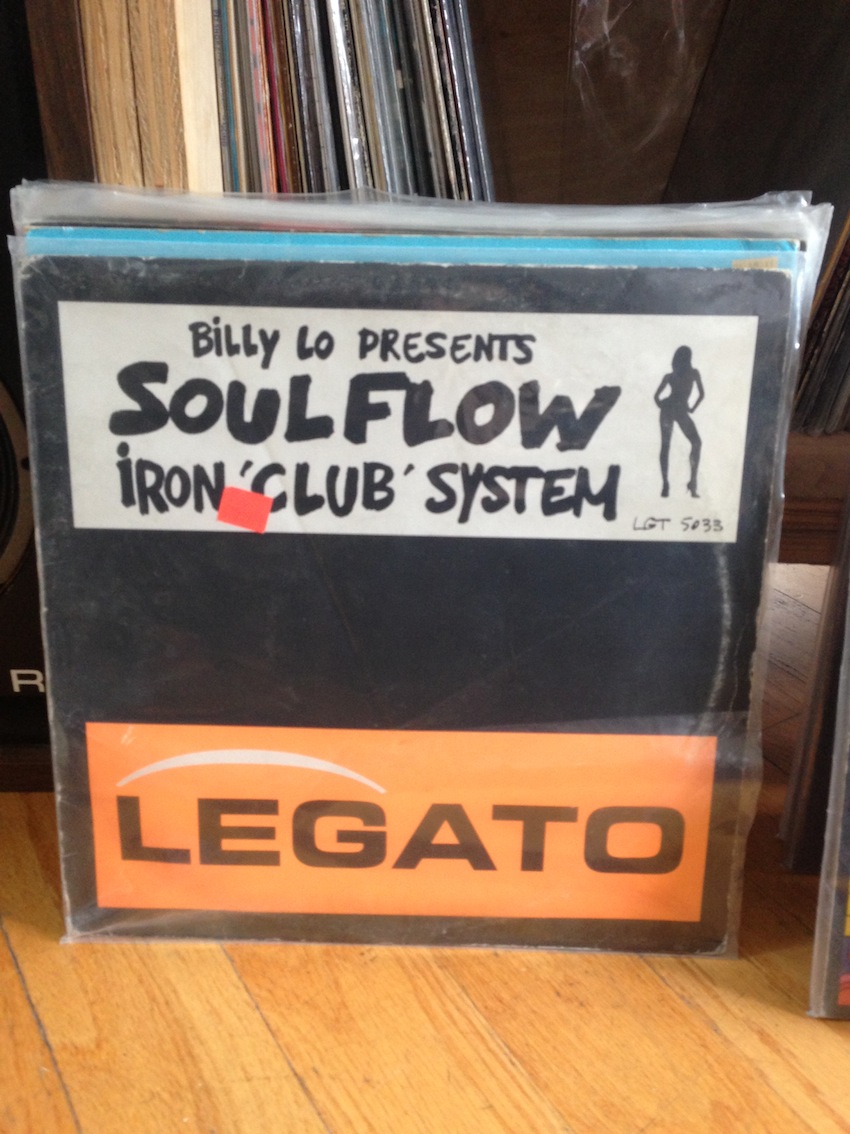 BiLLy LO PRESENTS
SOULFLOW
iRON 'CLUB' SYSTEM
LGT 5033
R
LEGATO